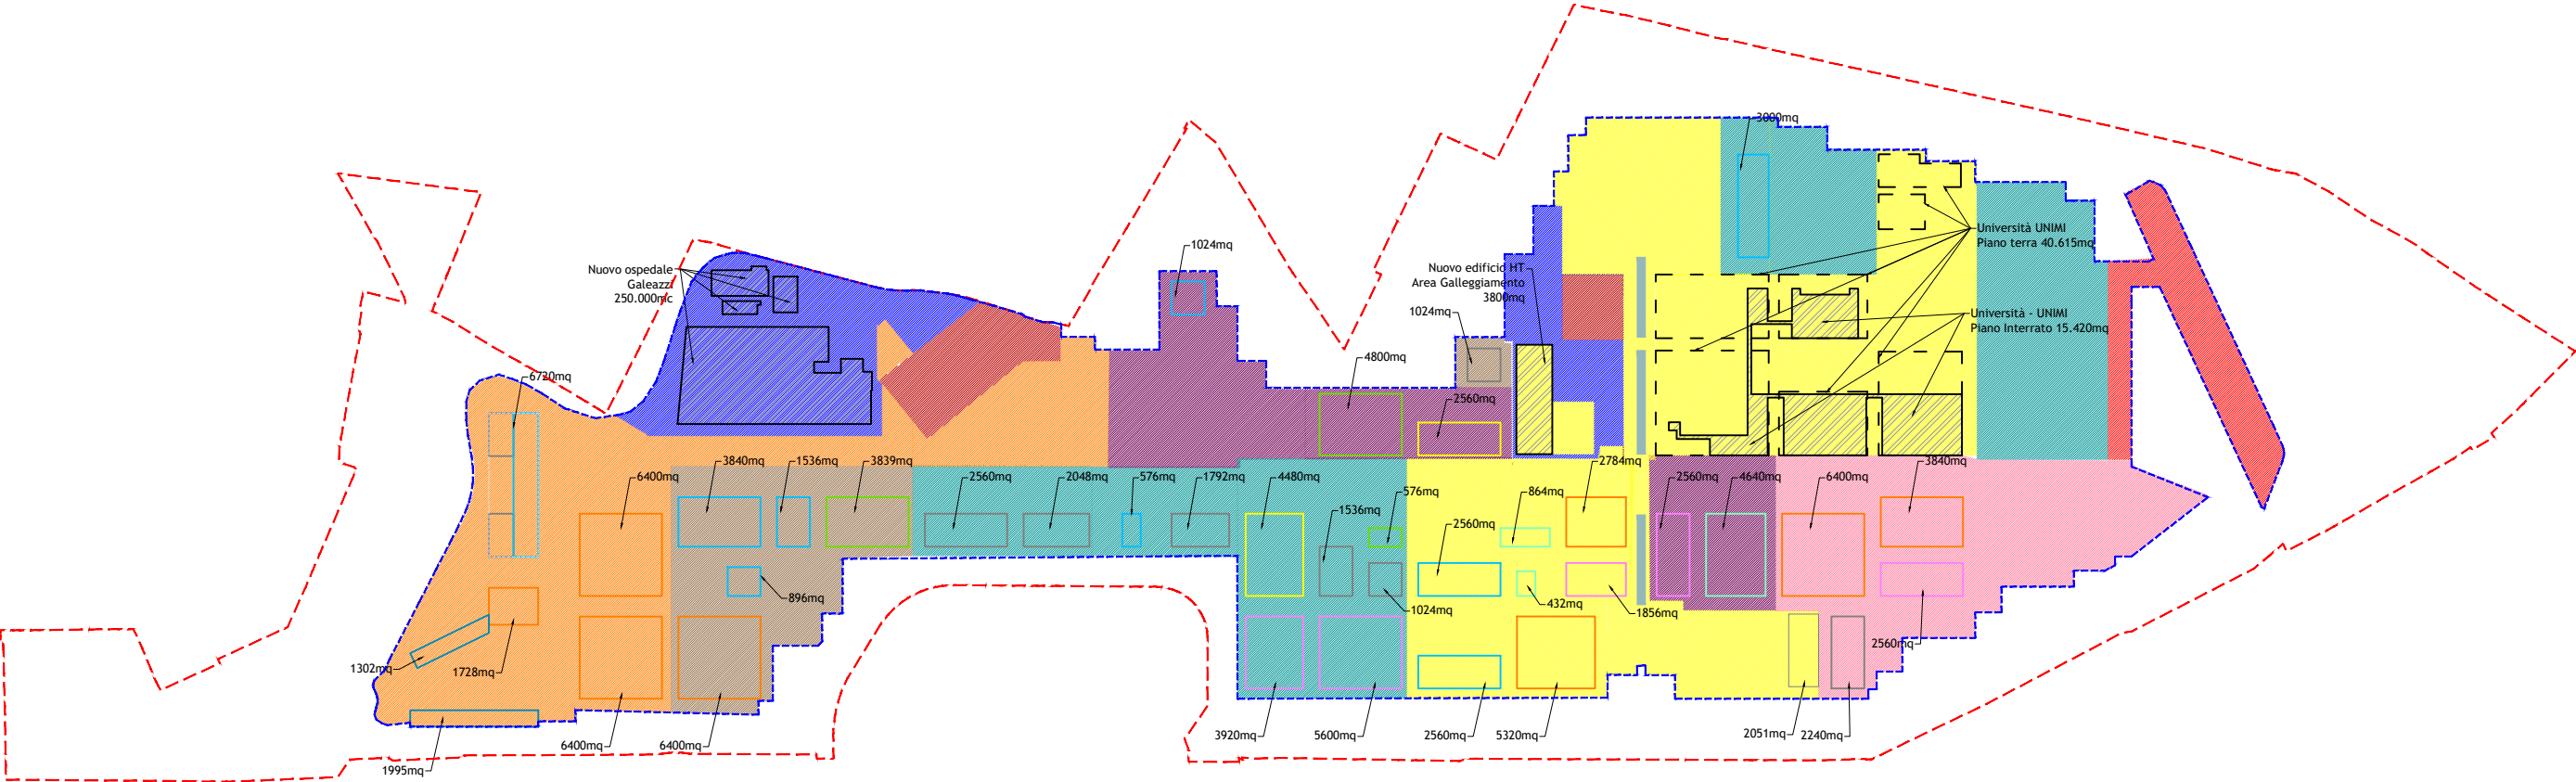 3000mq
Università UNIMI
Piano terra 40.615mq
1024mq
Nuovo ospedale
Galeazzi
250.000mc
Nuovo edificio HT
Area Galleggiamento
3800mq
1024mq
Università - UNIMI
Piano Interrato 15.420mq
4800mq
6720mq
2560mq
6400mq
3840mq
1536mq
3839mq
2560mq
2048mq
576mq
1792mq
4480mq
576mq
1536mq
2560mq
864mq
2784mq
2560mq
4640mq
6400mq
3840mq
896mq
1024mq
432mq
1856mq
2560mq
1302mq
1728mq
6400mq
6400mq
3920mq
5600mq
2560mq
5320mq
2051mq
2240mq
1995mq